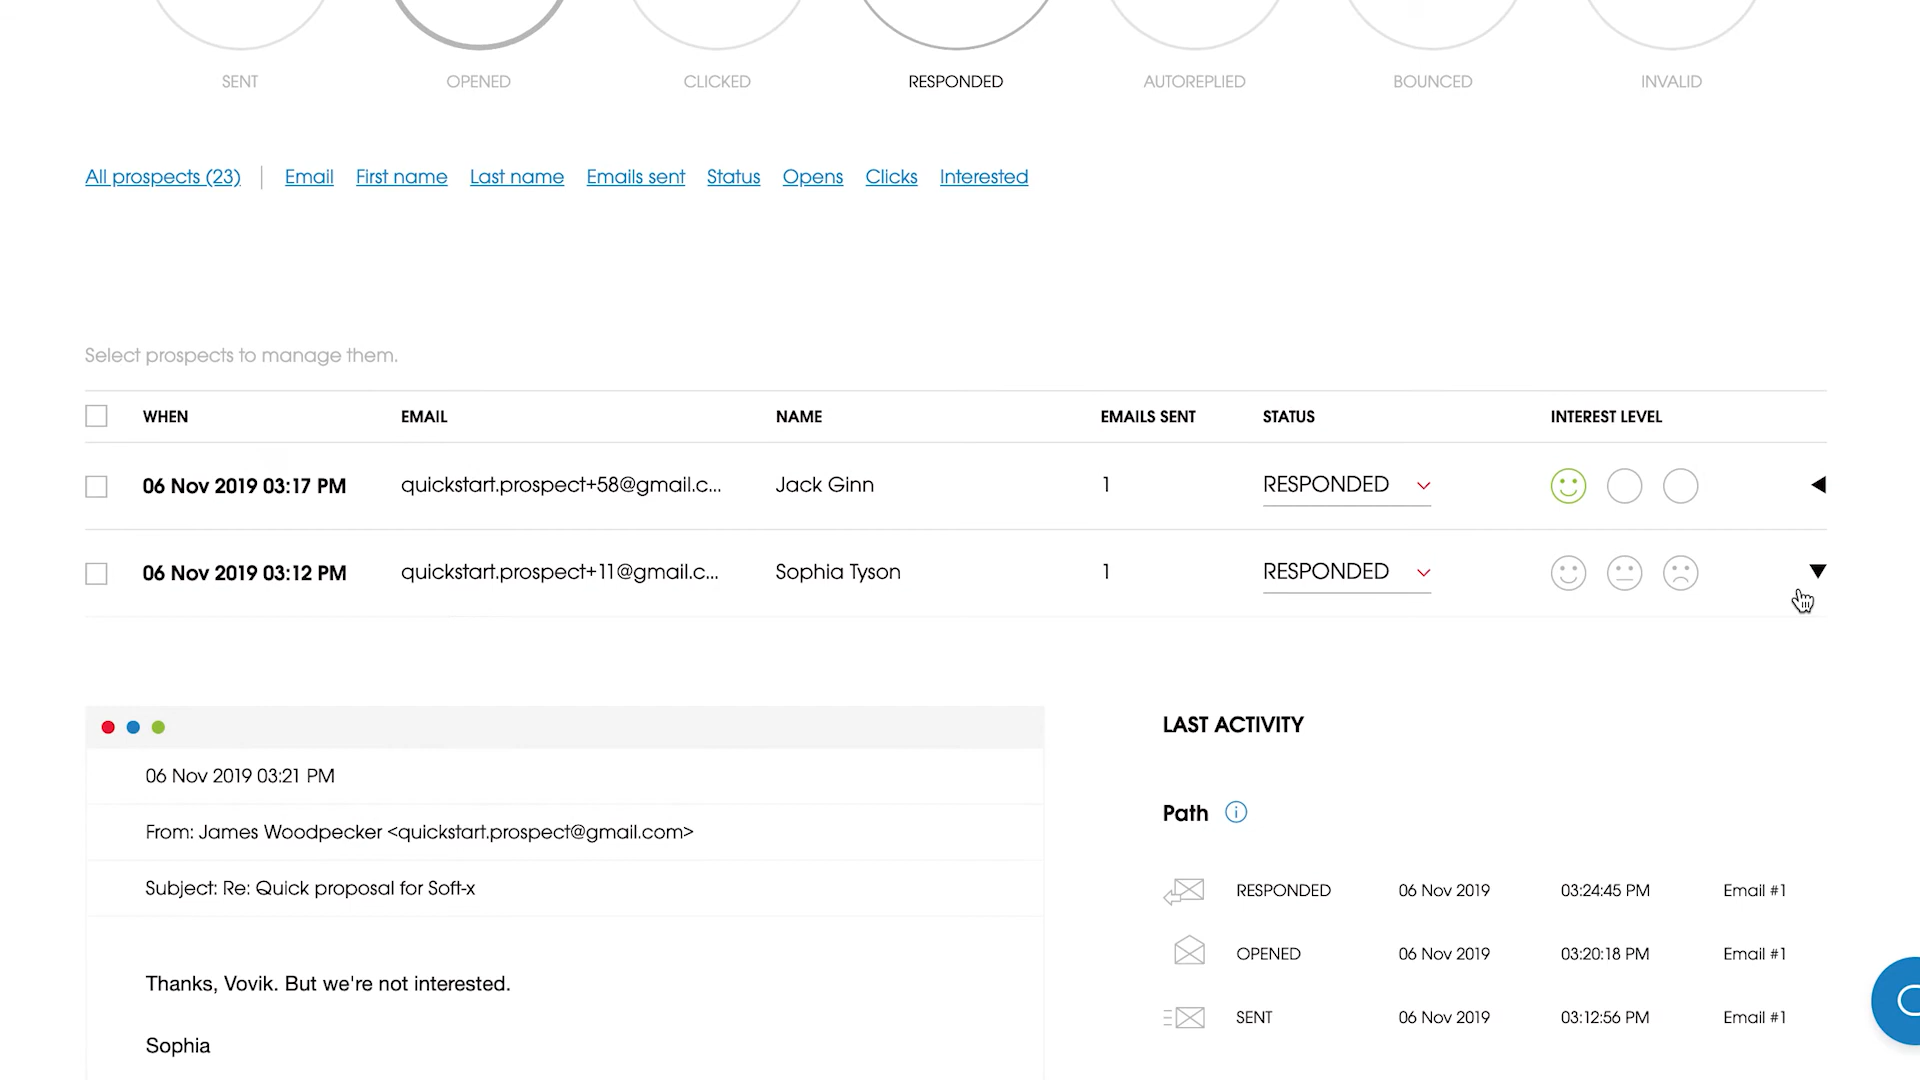 SENT OPENED CLICKED RESPONDED AUTOREPLIED BOUNCED INVALID
All prospects (23) Email First name Last name Emails sent Status Opens Clicks Interested
Select prospects to manage them.
WHEN EMAIL NAME EMAILS SENT STATUS INTEREST LEVEL
06 Nov 2019 03:17 PM quickstart.prospect+58@gmail.c... Jack Ginn 1 RESPONDED
06 Nov 2019 03:12 PM quickstart.prospect+11@gmail.c... Sophia Tyson 1 RESPONDED
06 Nov 2019 03:21 PM
From: James Woodpecker <quickstart.prospect@gmail.com>
Subject: Re: Quick proposal for Soft-x
Thanks, Vovik. But we're not interested.
Sophia
LAST ACTIVITY
Path
RESPONDED 06 Nov 2019 03:24:45 PM Email #1
OPENED 06 Nov 2019 03:20:18 PM Email #1
SENT 06 Nov 2019 03:12:56 PM Email #1